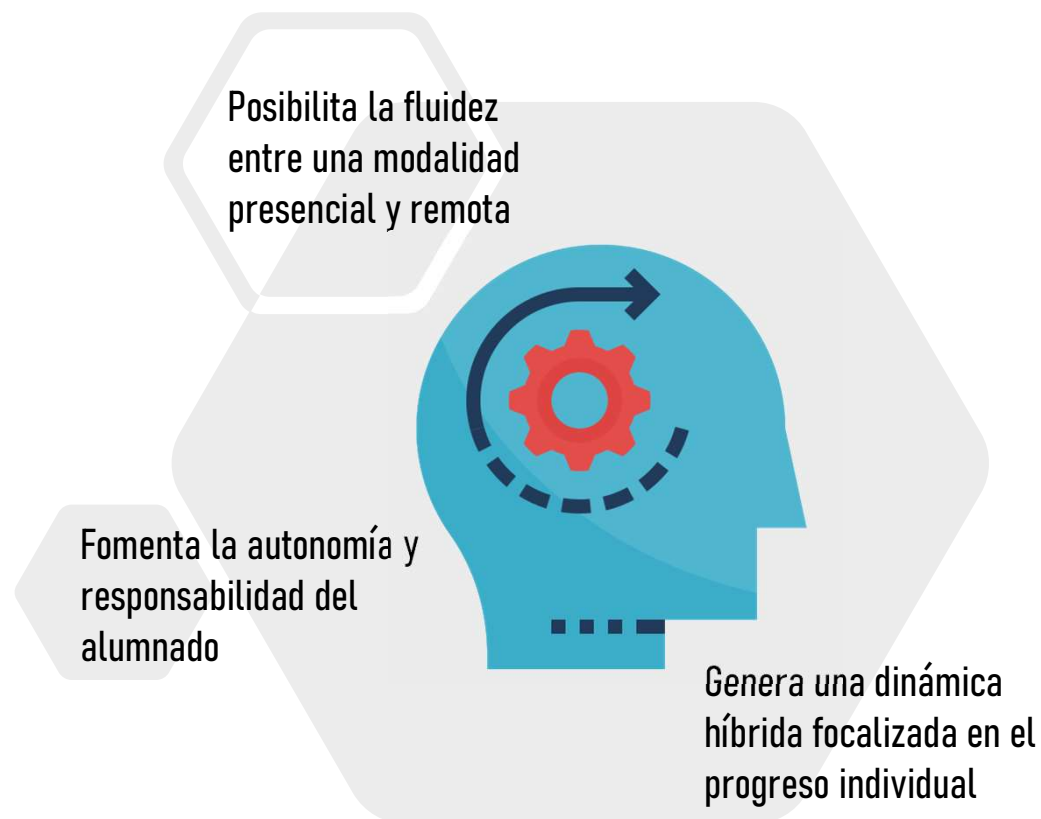 Posibilita la fluidez
entre una modalidad
presencial y remota
Fomenta la autonomía y
responsabilidad del
alumnado
Genera una dinámica
híbrida focalizada en el
progreso individual